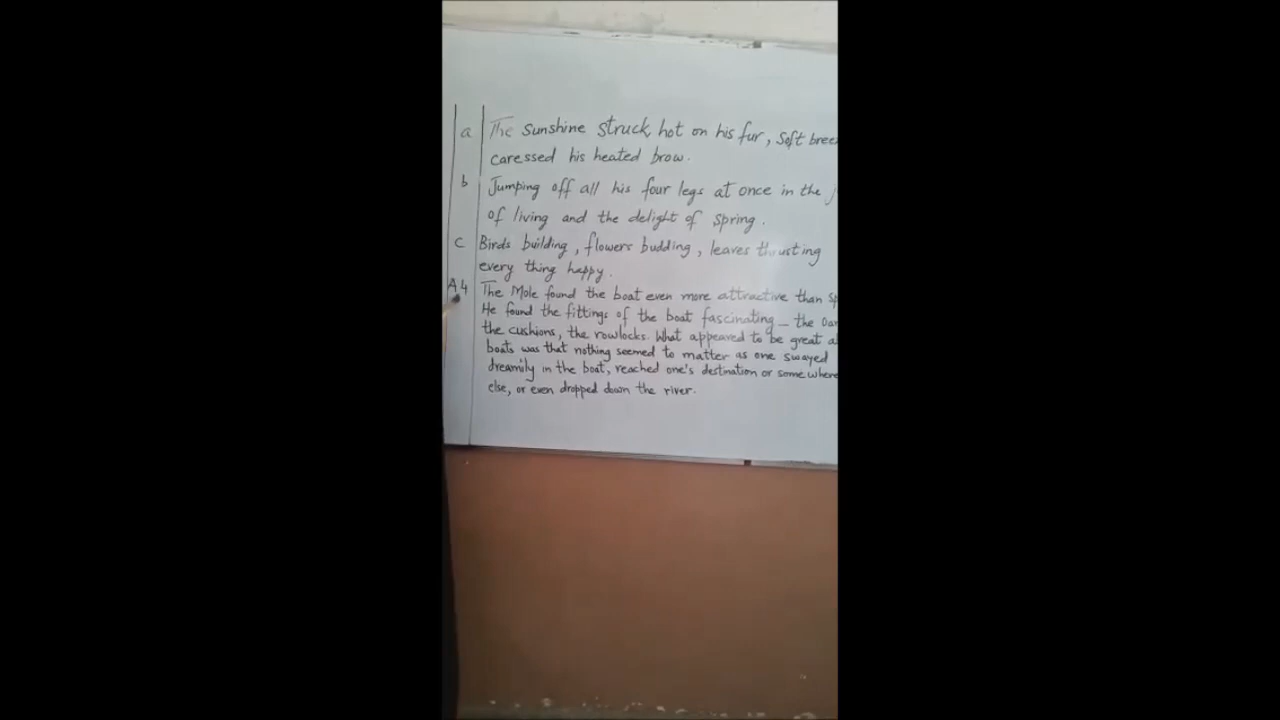 a The Sunshine struck, hot on his fur, soft
caressed his heated brow.
b Jumping off all his four legs at once in the
of living and the delight of spring.
c Birds building, flowers budding, leaves thrusting
every thing happy.
A4 The Mole found the boat even more attractive than
He found the fittings of the boat fascinating_ the
the cushions, the rowlocks. What appeared to be great
boats was that nothing seemed to matter as one swayed
dreamily in the boat, reached one's destination or some where
else, or even dropped down the river.